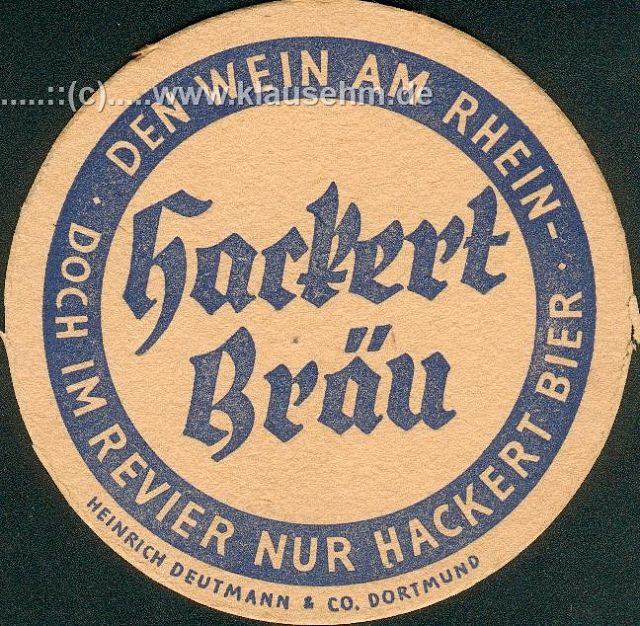 .....::(c).....www.klausehm.de
· DEN WEIN AM RHEIN-
DOCH IM REVIER NUR HACKERT BIER ·
Hackert
Bräu
HEINRICH DEUTMANN & CO. DORTMUND